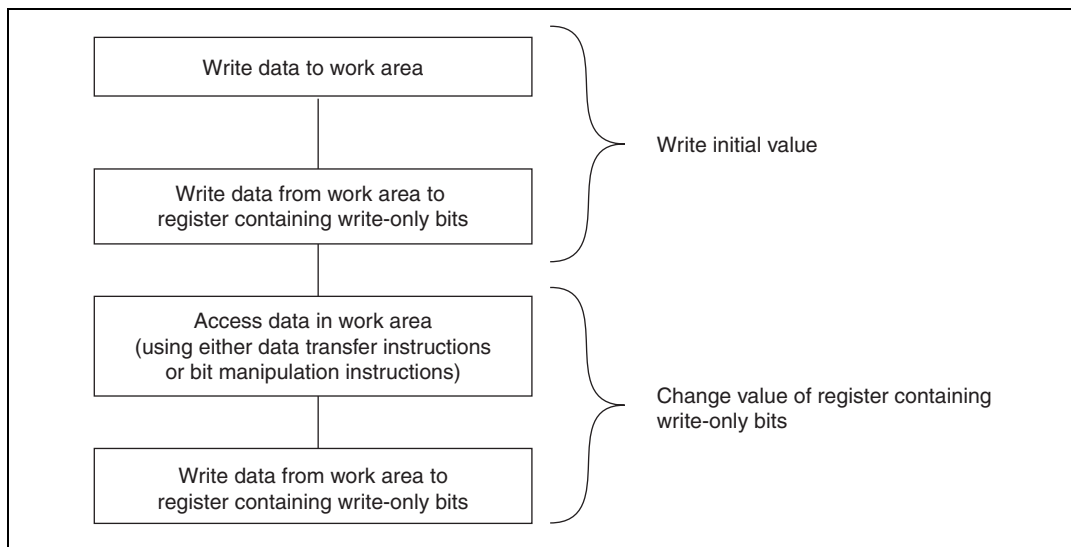 Write data to work area
Write initial value
Write data from work area to
register containing write-only bits
Access data in work area
(using either data transfer instructions
or bit manipulation instructions)
Change value of register containing
write-only bits
Write data from work area to
register containing write-only bits